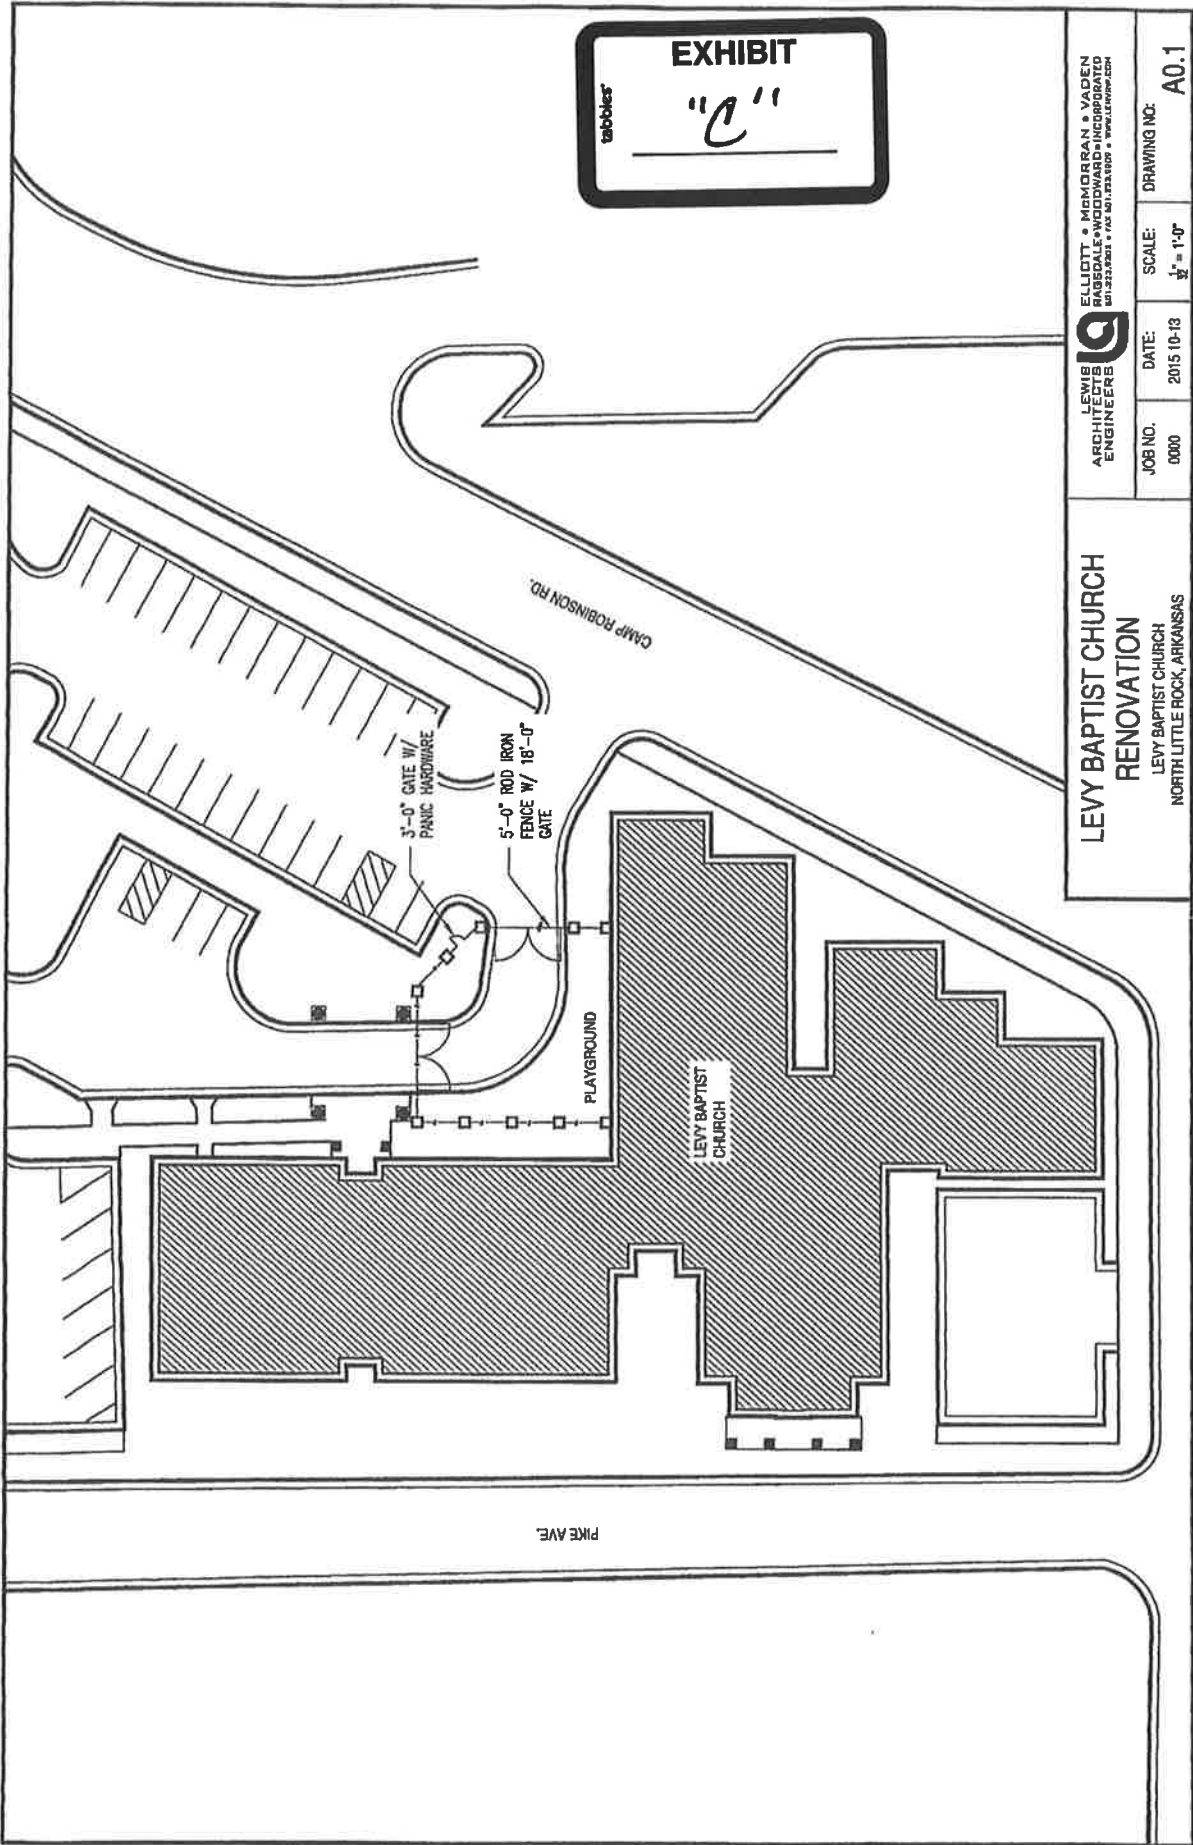 tabbies®
EXHIBIT
"D"
CAMP ROBINSON RD.
3'-0" GATE W/
PANIC HARDWARE
5'-0" ROD IRON
FENCE W/ 18'-0"
GATE
PLAYGROUND
LEVY BAPTIST
CHURCH
PIKE AVE.
LEVY BAPTIST CHURCH
RENOVATION
LEVY BAPTIST CHURCH
NORTH LITTLE ROCK, ARKANSAS
LEWIS
ARCHITECTS
ENGINEERS
ELLIOTT • McMORRAN • VADEN
RAGSDALE • WOODWARD • INCORPORATED
JOB NO.
0000
DATE:
2015 10-13
SCALE:
1/32" = 1'-0"
DRAWING NO:
A0.1